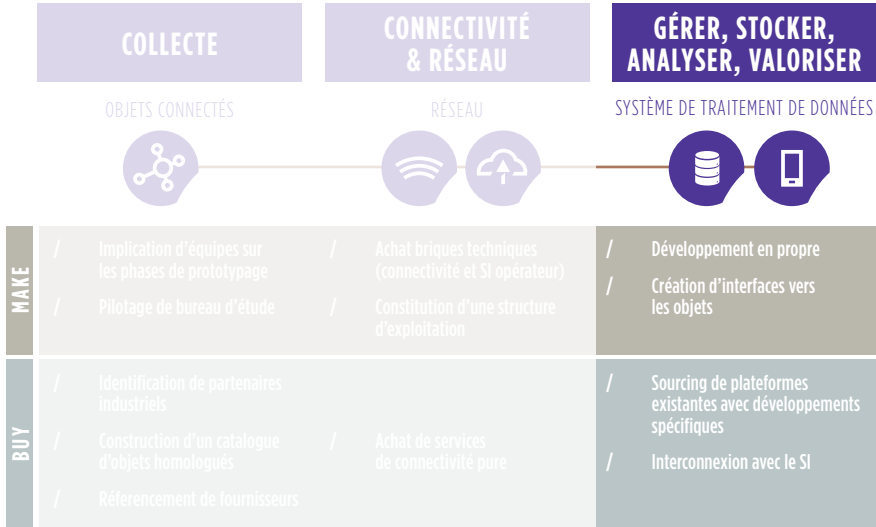 COLLECTE
CONNECTIVITÉ
& RÉSEAU
GÉRER, STOCKER,
ANALYSER, VALORISER
OBJETS CONNECTÉS
RÉSEAU
SYSTÈME DE TRAITEMENT DE DONNÉES
MAKE
/ Implication d'équipes sur
les phases de prototypage
/ Pilotage de bureau d'étude
/ Achat briques techniques
(connectivité et SI opérateur)
/ Constitution d'une structure
d'exploitation
/ Développement en propre
/ Création d'interfaces vers
les objets
BUY
/ Identification de partenaires
industriels
/ Construction d'un catalogue
d'objets homologués
/ Réferencement de fournisseurs
/ Achat de services
de connectivité pure
/ Sourcing de plateformes
existantes avec développements
spécifiques
/ Interconnexion avec le SI